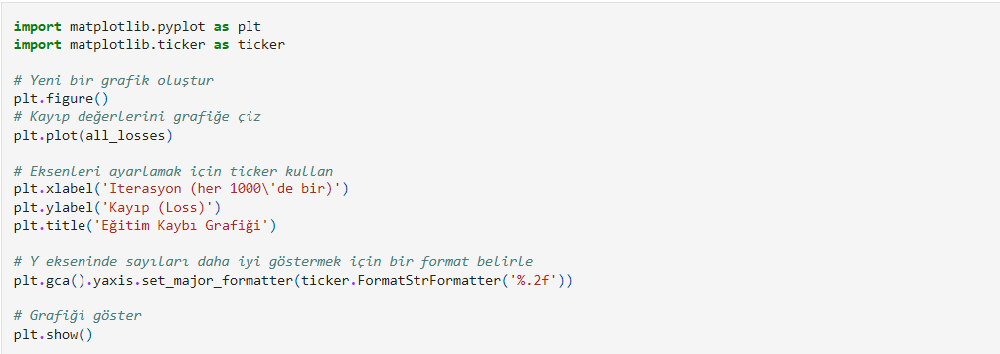 import matplotlib.pyplot as plt
import matplotlib.ticker as ticker
# Yeni bir grafik oluştur
plt.figure()
# Kayıp değerlerini grafiğe çiz
plt.plot(all_losses)
# Eksenleri ayarlamak için ticker kullan
plt.xlabel('Iterasyon (her 1000\'de bir)')
plt.ylabel('Kayıp (Loss)')
plt.title('Eğitim Kaybı Grafiği')
# Y ekseninde sayıları daha iyi göstermek için bir format belirle
plt.gca().yaxis.set_major_formatter(ticker.FormatStrFormatter('%.2f'))
# Grafiği göster
plt.show()